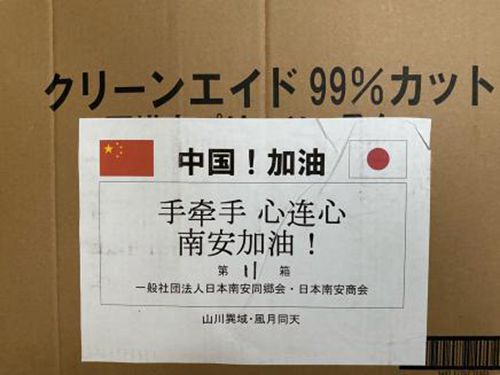 クリーンエイド 99%カット
中国！加油
手牵手 心连心
南安加油！
第 11 箱
一般社団法人日本南安同郷会・日本南安商会
山川異域・風月同天